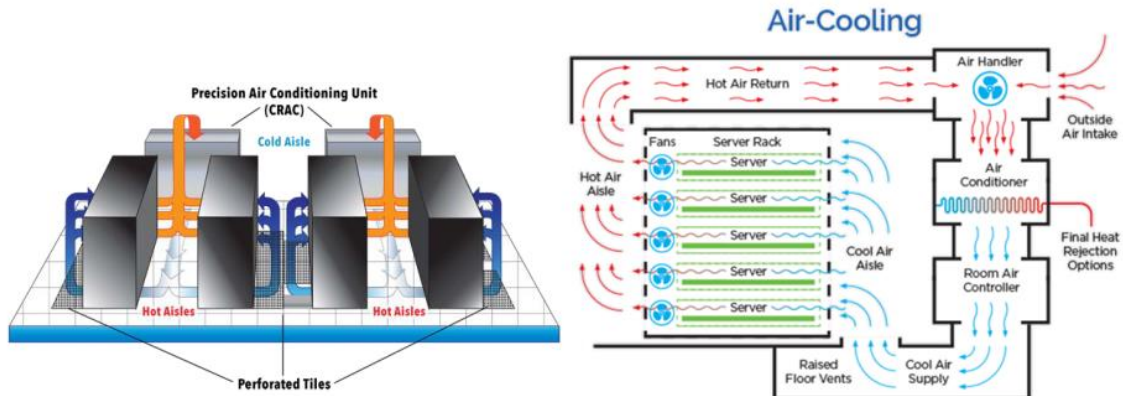 Precision Air Conditioning Unit
(CRAC)
Cold Aisle
Hot Aisles
Hot Aisles
Perforated Tiles
Air-Cooling
Air Handler
Hot Air Return
Outside
Air Intake
Fans
Server Rack
Server
Server
Server
Server
Server
Hot Air
Aisle
Cool Air
Aisle
Air
Conditioner
Final Heat
Rejection
Options
Room Air
Controller
Raised
Floor Vents
Cool Air
Supply